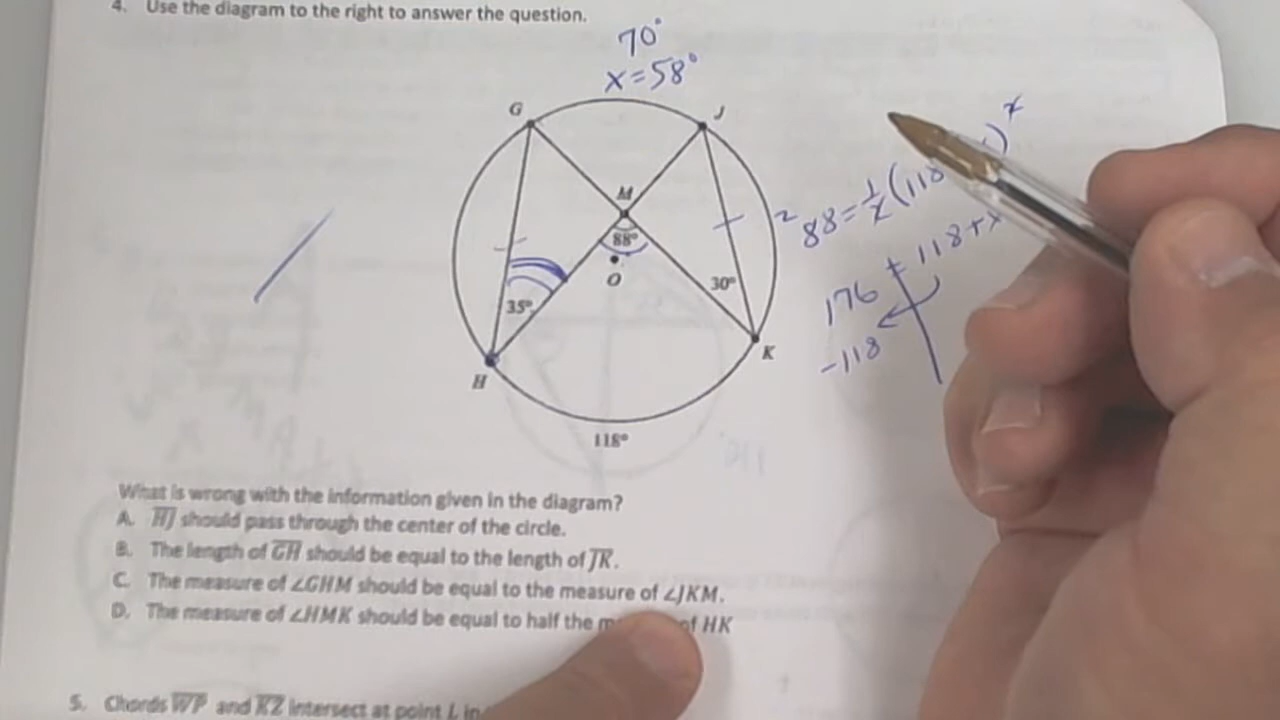 4. Use the diagram to the right to answer the question.
70°
x=58°
G
J
M
88°
O
35°
30°
H
K
118°
88=½(118
x
2
176 = 118+x
-118
What is wrong with the information given in the diagram?
A. HJ should pass through the center of the circle.
B. The length of GH should be equal to the length of JK.
C. The measure of ∠GHM should be equal to the measure of ∠JKM.
D. The measure of ∠HMK should be equal to half the of HK
5. Chords WP and KZ intersect at point L in